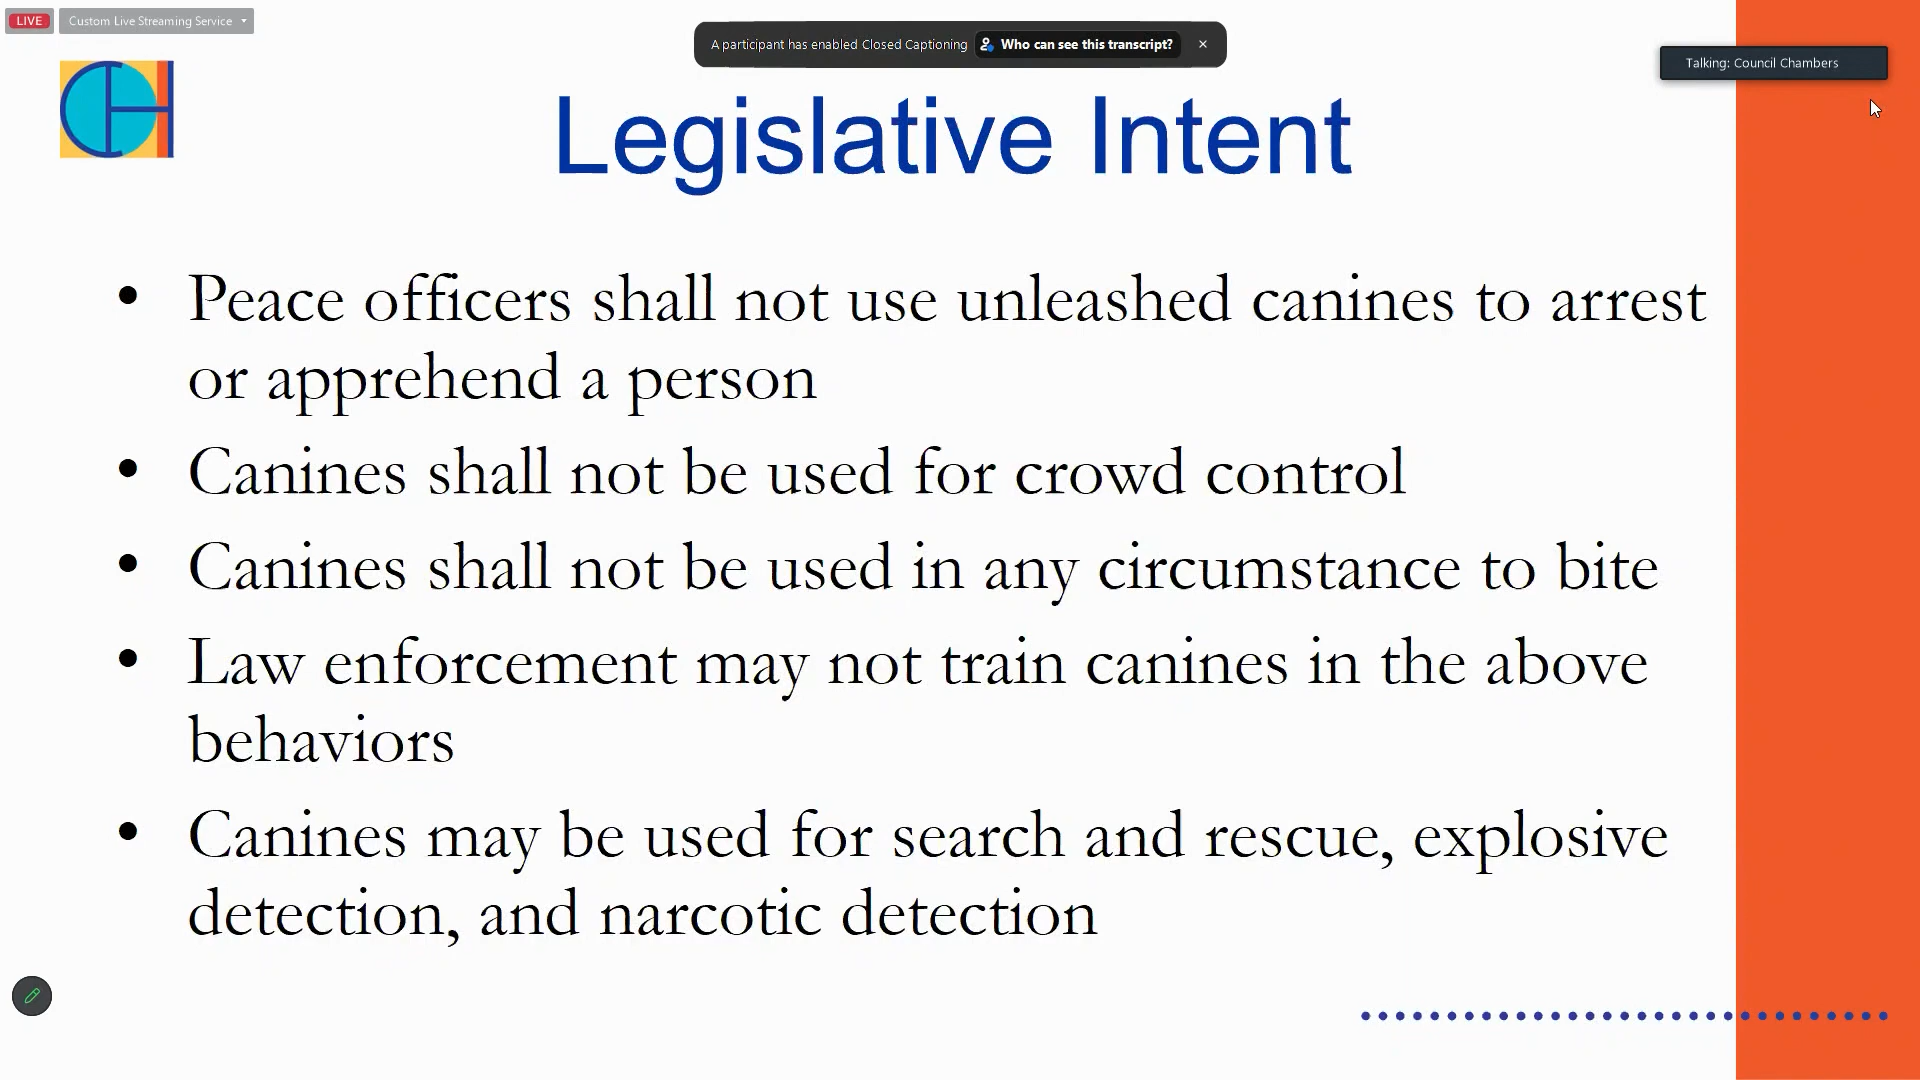 LIVE
Custom Live Streaming Service
A participant has enabled Closed Captioning Who can see this transcript?
Talking: Council Chambers
CH
Legislative Intent
• Peace officers shall not use unleashed canines to arrest
or apprehend a person
• Canines shall not be used for crowd control
• Canines shall not be used in any circumstance to bite
• Law enforcement may not train canines in the above
behaviors
• Canines may be used for search and rescue, explosive
detection, and narcotic detection